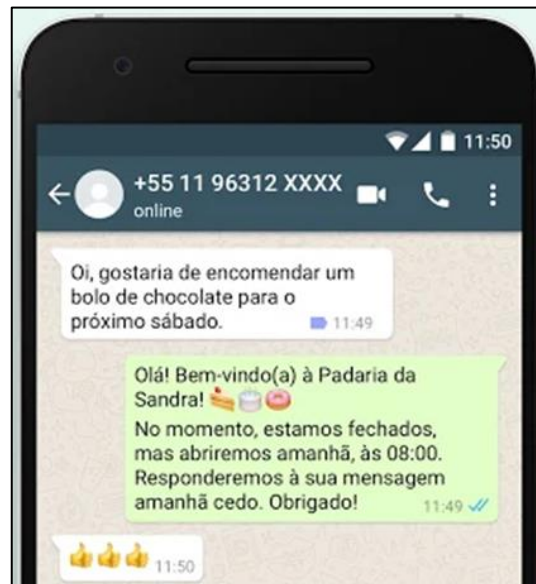 11:50
+55 11 96312 XXXX
online
Oi, gostaria de encomendar um
bolo de chocolate para o
próximo sábado. 11:49
Olá! Bem-vindo(a) à Padaria da
Sandra! 🍰🎂🍩
No momento, estamos fechados,
mas abriremos amanhã, às 08:00.
Responderemos à sua mensagem
amanhã cedo. Obrigado! 11:49
👍👍👍 11:50